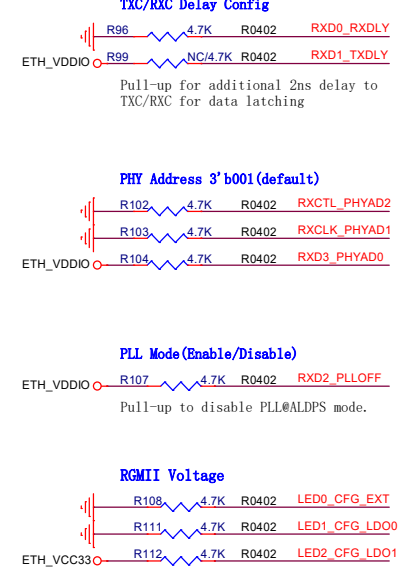 TXC/RXC Delay Config
R96 4.7K RXD0_RXDLY
R0402
ETH_VDDIO R99 NC/4.7K R0402 RXD1_TXDLY
Pull-up for additional 2ns delay to
TXC/RXC for data latching
PHY Address 3'b001(default)
R102 4.7K R0402 RXCTL_PHYAD2
R103 4.7K R0402 RXCLK_PHYAD1
ETH_VDDIO R104 4.7K R0402 RXD3_PHYAD0
PLL Mode(Enable/Disable)
ETH_VDDIO R107 4.7K R0402 RXD2_PLLOFF
Pull-up to disable PLL@ALDPS mode.
RGMII Voltage
R108 4.7K R0402 LED0_CFG_EXT
R111 4.7K R0402 LED1_CFG_LDO0
ETH_VCC33 R112 4.7K R0402 LED2_CFG_LDO1